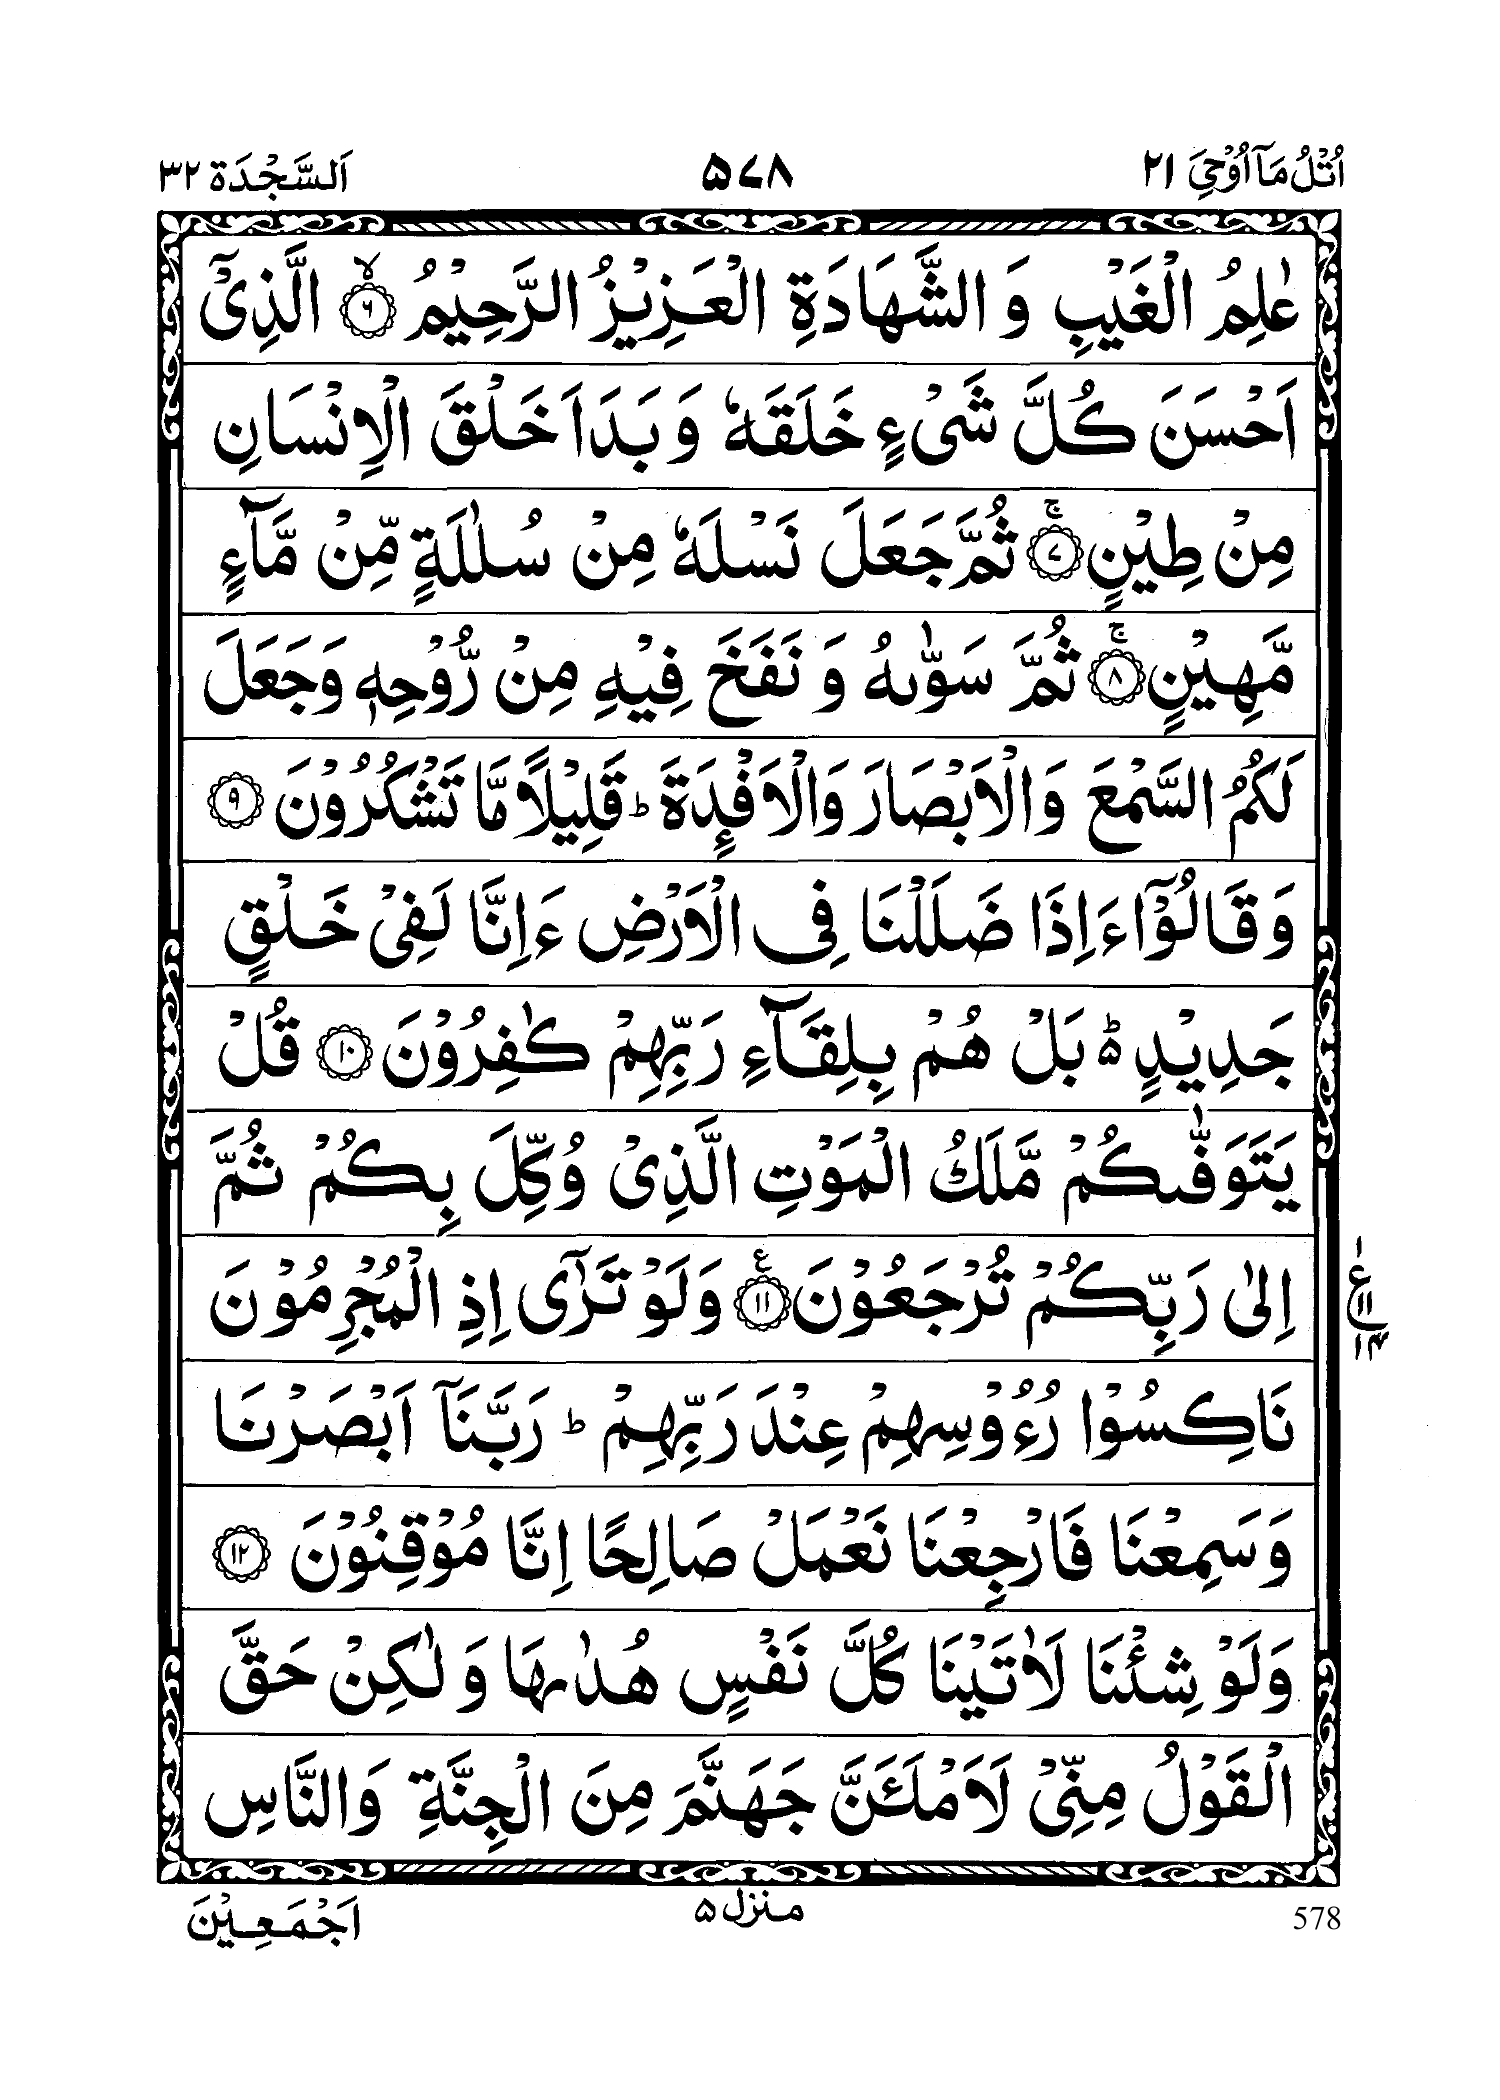 اُتْلُ مَآ اُوْحِيَ ٢١ ٥٧٨ اَلسَّجْدَة ٣٢
عٰلِمُ الْغَيْبِ وَ الشَّهَادَةِ الْعَزِيْزُ الرَّحِيْمُ ۙ﴿٦﴾ الَّذِيْۤ
اَحْسَنَ كُلَّ شَيْءٍ خَلَقَهٗ وَ بَدَاَ خَلْقَ الْاِنْسَانِ
مِنْ طِيْنٍ ۚ﴿٧﴾ ثُمَّ جَعَلَ نَسْلَهٗ مِنْ سُلٰلَةٍ مِّنْ مَّآءٍ
مَّهِيْنٍ ۚ﴿٨﴾ ثُمَّ سَوّٰىهُ وَ نَفَخَ فِيْهِ مِنْ رُّوْحِهٖ وَجَعَلَ
لَكُمُ السَّمْعَ وَالْاَبْصَارَ وَالْاَفْـِٕدَةَ ؕ قَلِيْلًا مَّا تَشْكُرُوْنَ ﴿٩﴾
وَقَالُوْۤا ءَاِذَا ضَلَلْنَا فِي الْاَرْضِ ءَاِنَّا لَفِيْ خَلْقٍ
جَدِيْدٍ ؕ۬ بَلْ هُمْ بِلِقَآءِ رَبِّهِمْ كٰفِرُوْنَ ﴿١٠﴾ قُلْ
يَتَوَفّٰىكُمْ مَّلَكُ الْمَوْتِ الَّذِيْ وُكِّلَ بِكُمْ ثُمَّ
اِلٰى رَبِّكُمْ تُرْجَعُوْنَ ﴿١١﴾ ع وَلَوْ تَرٰۤى اِذِ الْمُجْرِمُوْنَ
ع ١ ١١ ١٤
نَاكِسُوْا رُءُوْسِهِمْ عِنْدَ رَبِّهِمْ ؕ رَبَّنَاۤ اَبْصَرْنَا
وَسَمِعْنَا فَارْجِعْنَا نَعْمَلْ صَالِحًا اِنَّا مُوْقِنُوْنَ ﴿١٢﴾
وَلَوْ شِئْنَا لَاٰتَيْنَا كُلَّ نَفْسٍ هُدٰىهَا وَ لٰكِنْ حَقَّ
الْقَوْلُ مِنِّيْ لَاَمْلَـَٔنَّ جَهَنَّمَ مِنَ الْجِنَّةِ وَالنَّاسِ
578 منزل ٥ اَجْمَعِيْنَ